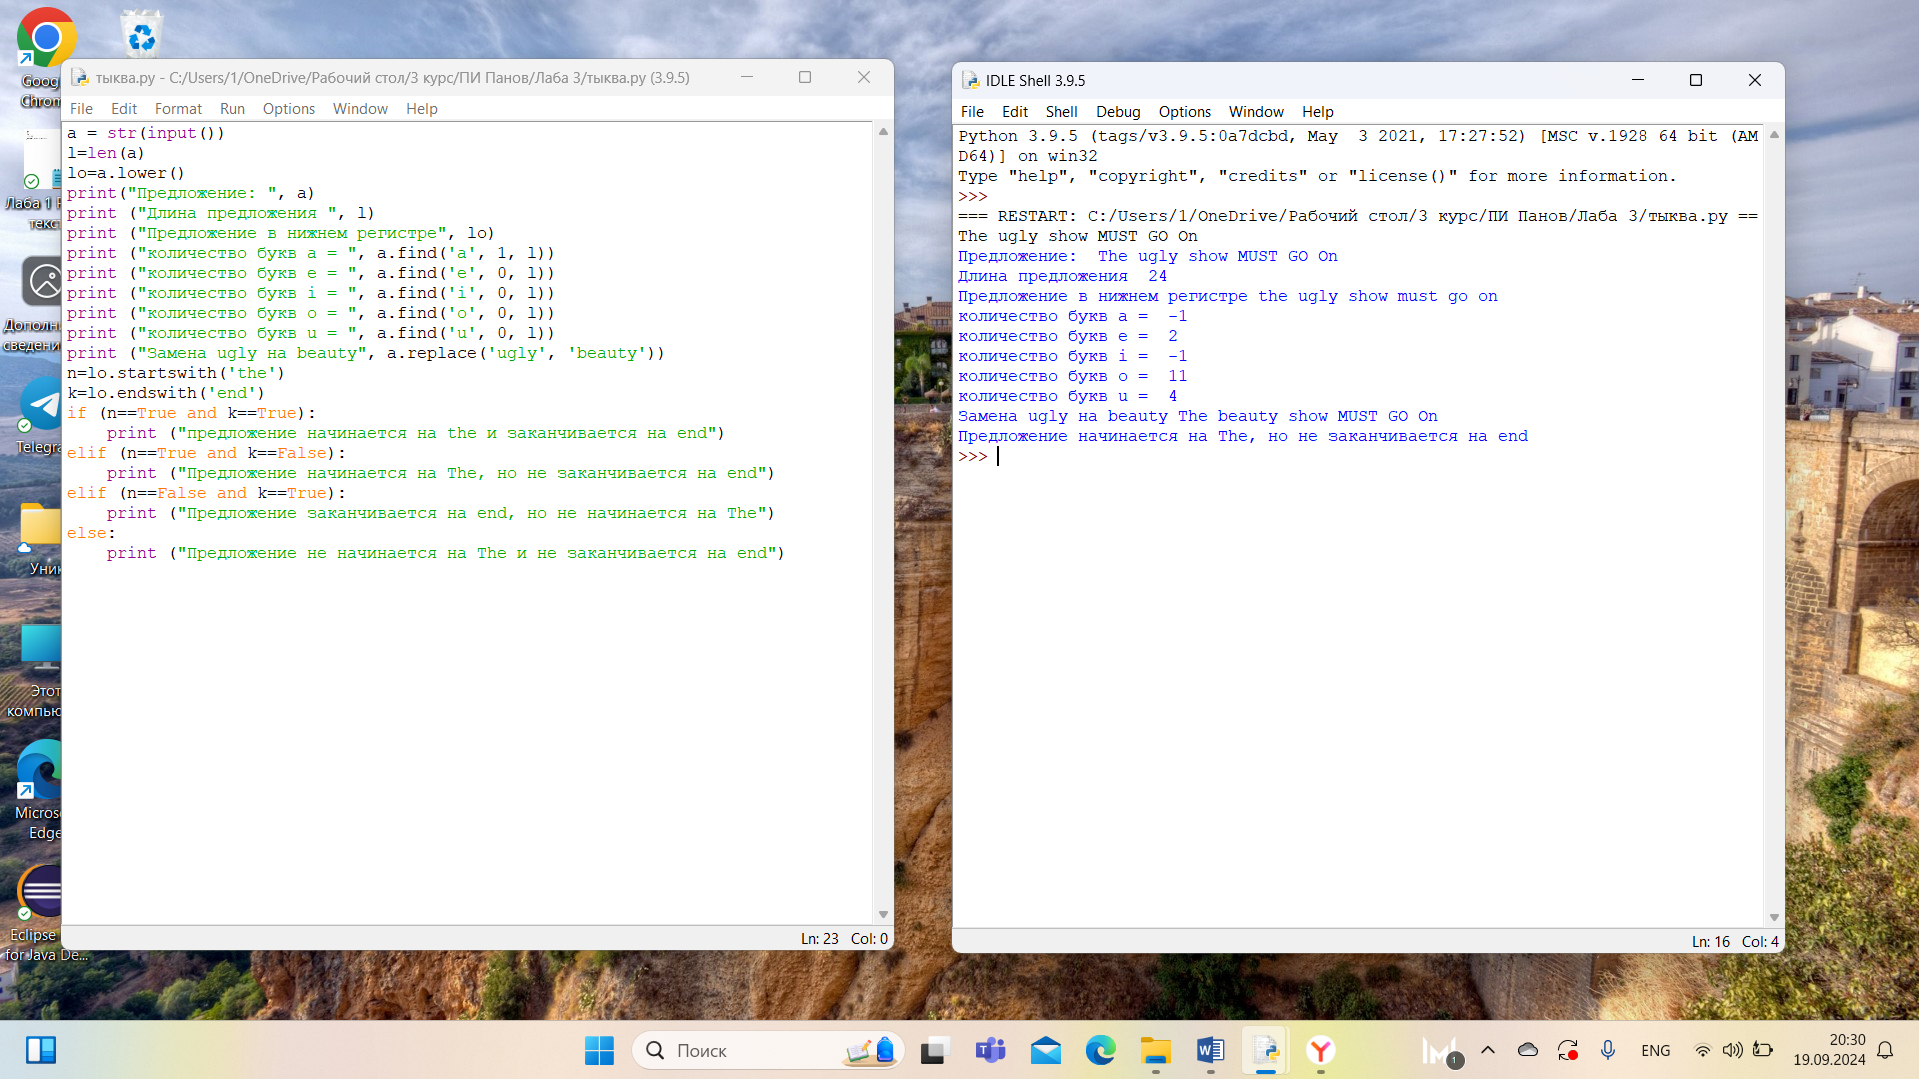 Goog
Chrom
Лаба 1 Р
текс
Дополн
сведени
Telegra
Уник
Этот
компью
Micros
Edge
Eclipse
for Java De...
тыква.py - C:/Users/1/OneDrive/Рабочий стол/3 курс/ПИ Панов/Лаба 3/тыква.py (3.9.5)
File Edit Format Run Options Window Help
a = str(input())
l=len(a)
lo=a.lower()
print("Предложение: ", a)
print ("Длина предложения ", l)
print ("Предложение в нижнем регистре", lo)
print ("количество букв a = ", a.find('a', 1, l))
print ("количество букв e = ", a.find('e', 0, l))
print ("количество букв i = ", a.find('i', 0, l))
print ("количество букв o = ", a.find('o', 0, l))
print ("количество букв u = ", a.find('u', 0, l))
print ("Замена ugly на beauty", a.replace('ugly', 'beauty'))
n=lo.startswith('the')
k=lo.endswith('end')
if (n==True and k==True):
    print ("предложение начинается на the и заканчивается на end")
elif (n==True and k==False):
    print ("Предложение начинается на The, но не заканчивается на end")
elif (n==False and k==True):
    print ("Предложение заканчивается на end, но не начинается на The")
else:
    print ("Предложение не начинается на The и не заканчивается на end")
Ln: 23 Col: 0
IDLE Shell 3.9.5
File Edit Shell Debug Options Window Help
Python 3.9.5 (tags/v3.9.5:0a7dcbd, May  3 2021, 17:27:52) [MSC v.1928 64 bit (AM
D64)] on win32
Type "help", "copyright", "credits" or "license()" for more information.
>>>
=== RESTART: C:/Users/1/OneDrive/Рабочий стол/3 курс/ПИ Панов/Лаба 3/тыква.py ==
The ugly show MUST GO On
Предложение:  The ugly show MUST GO On
Длина предложения  24
Предложение в нижнем регистре the ugly show must go on
количество букв a =  -1
количество букв e =  2
количество букв i =  -1
количество букв o =  11
количество букв u =  4
Замена ugly на beauty The beauty show MUST GO On
Предложение начинается на The, но не заканчивается на end
>>>
Ln: 16 Col: 4
Поиск
1
ENG
20:30
19.09.2024